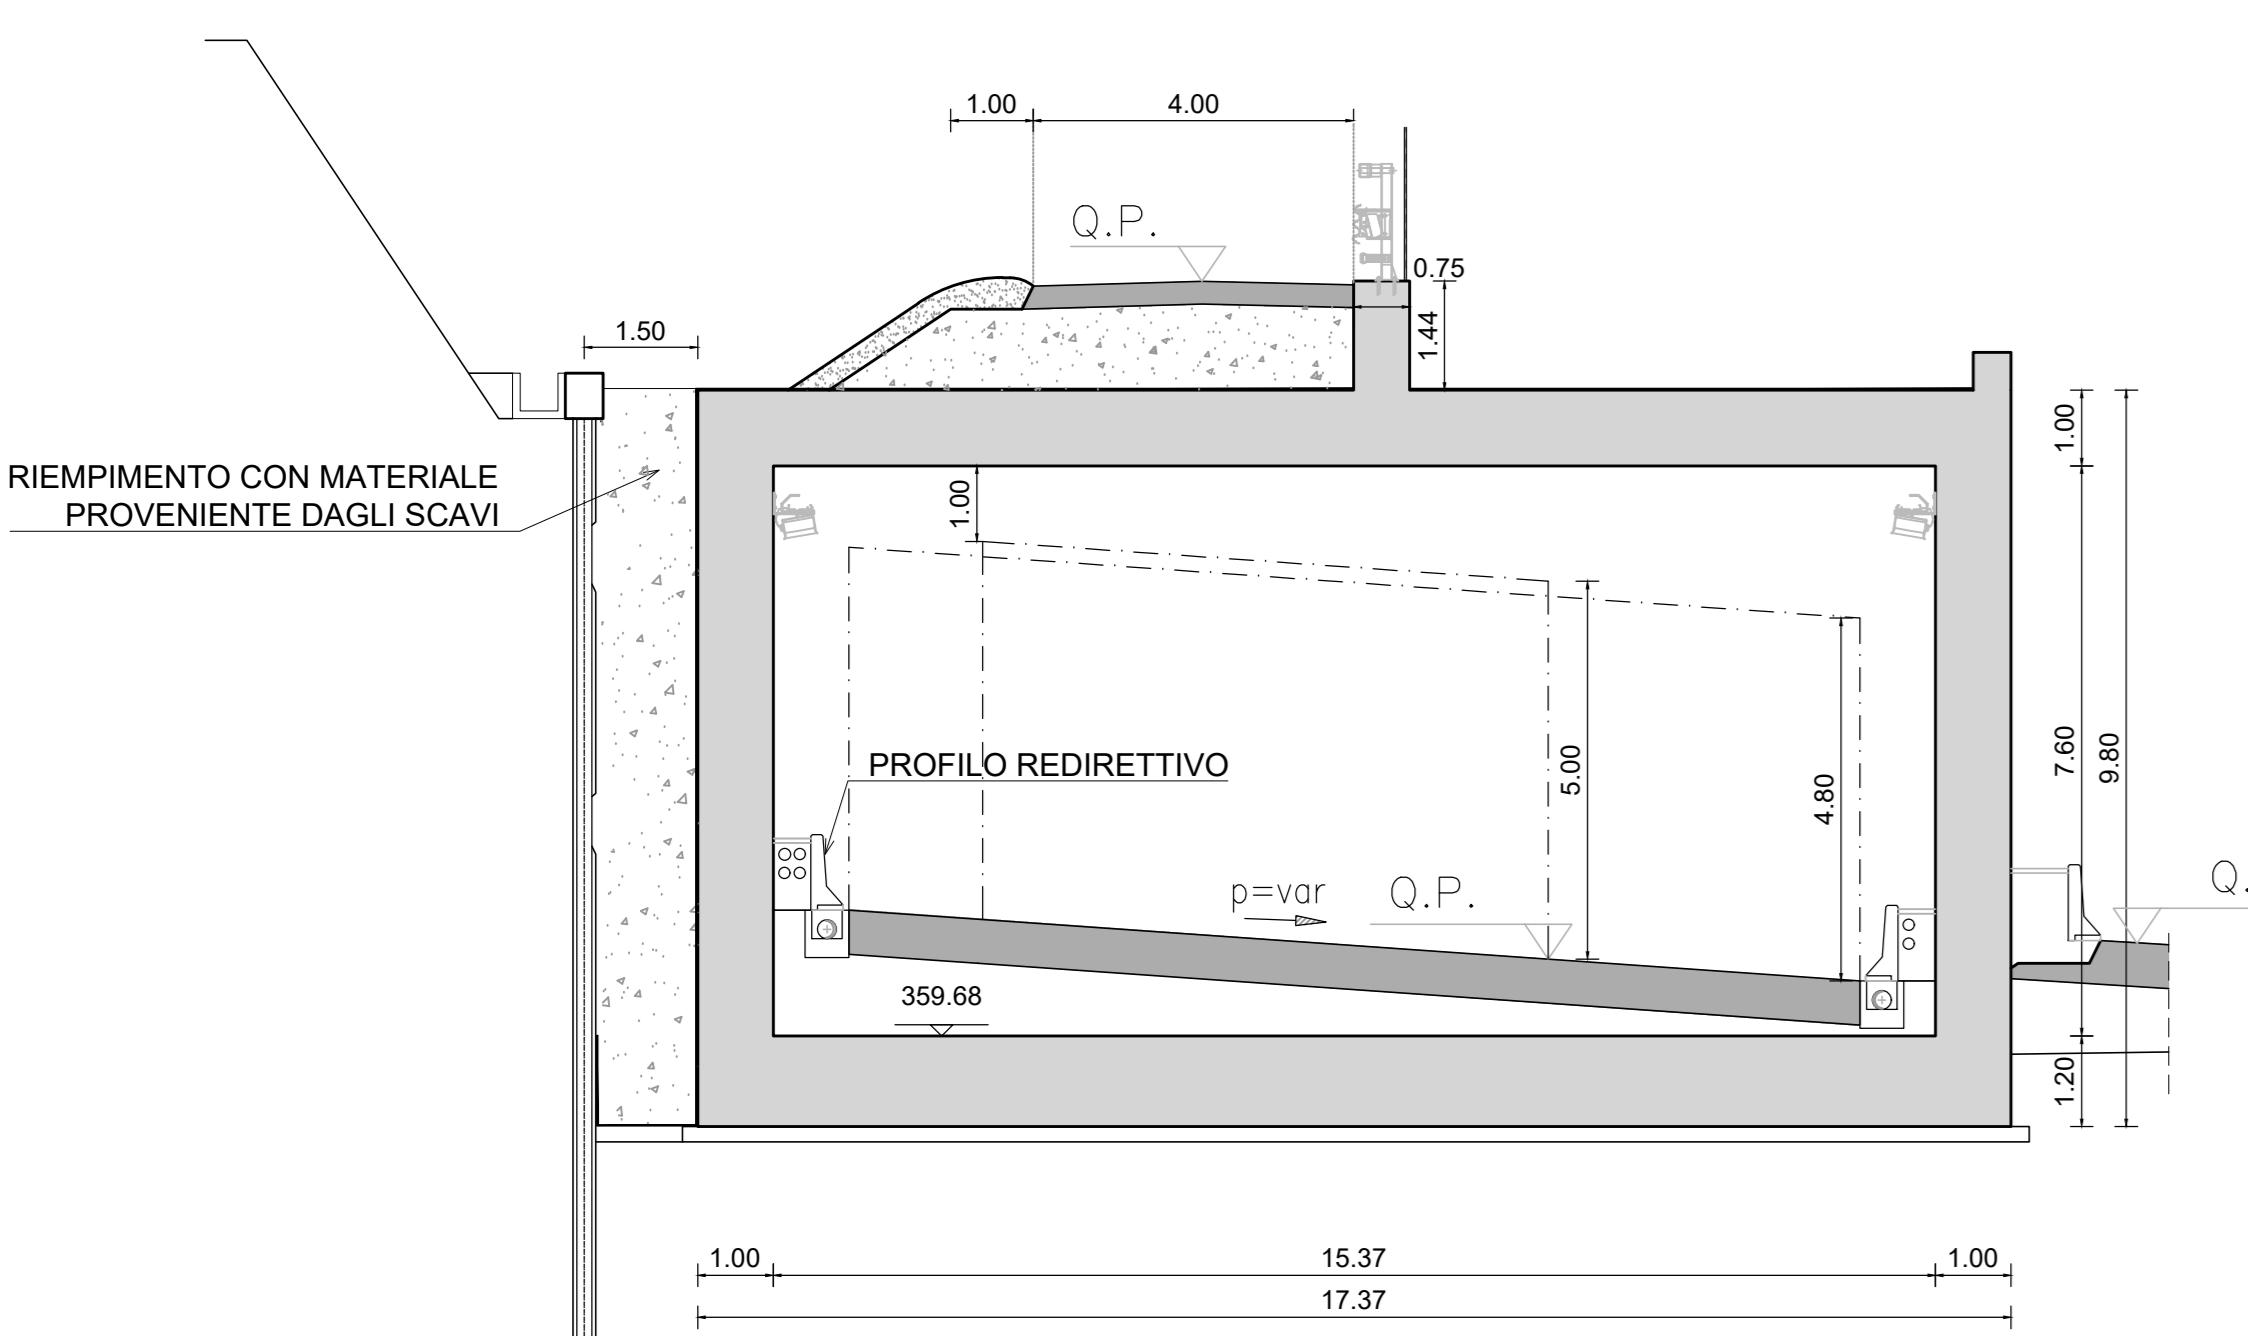 1.00
4.00
Q.P.
0.75
1.50
1.44
RIEMPIMENTO CON MATERIALE
PROVENIENTE DAGLI SCAVI
1.00
1.00
7.60
9.80
5.00
4.80
PROFILO REDIRETTIVO
p=var
Q.P.
Q.
359.68
1.20
1.00
15.37
1.00
17.37